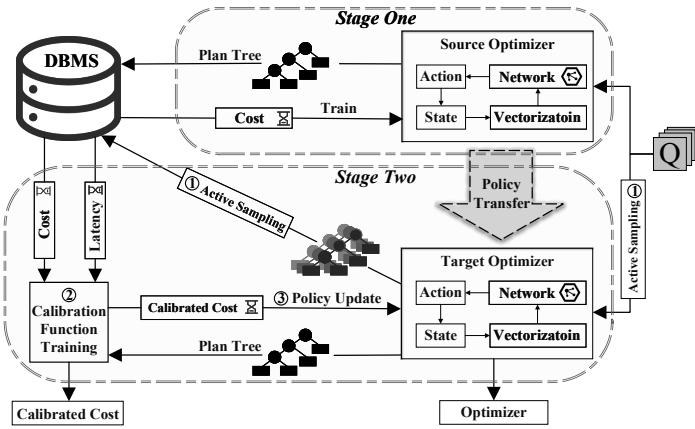 Stage One
DBMS
Plan Tree
Source Optimizer
Action
Network
Cost
Train
State
Vectorizatoin
Q
Stage Two
① Active Sampling
Policy
Transfer
Active Sampling ①
Cost
Latency
Target Optimizer
②
Calibration
Function
Training
Calibrated Cost
③ Policy Update
Action
Network
State
Vectorizatoin
Plan Tree
Calibrated Cost
Optimizer